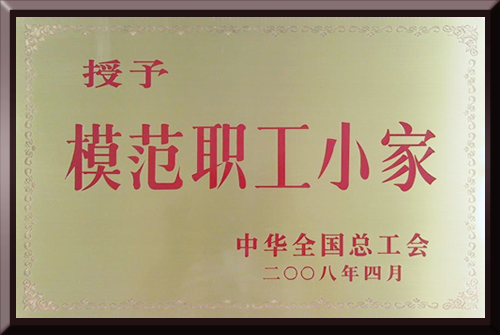 授予
模范职工小家
中华全国总工会
二〇〇八年四月